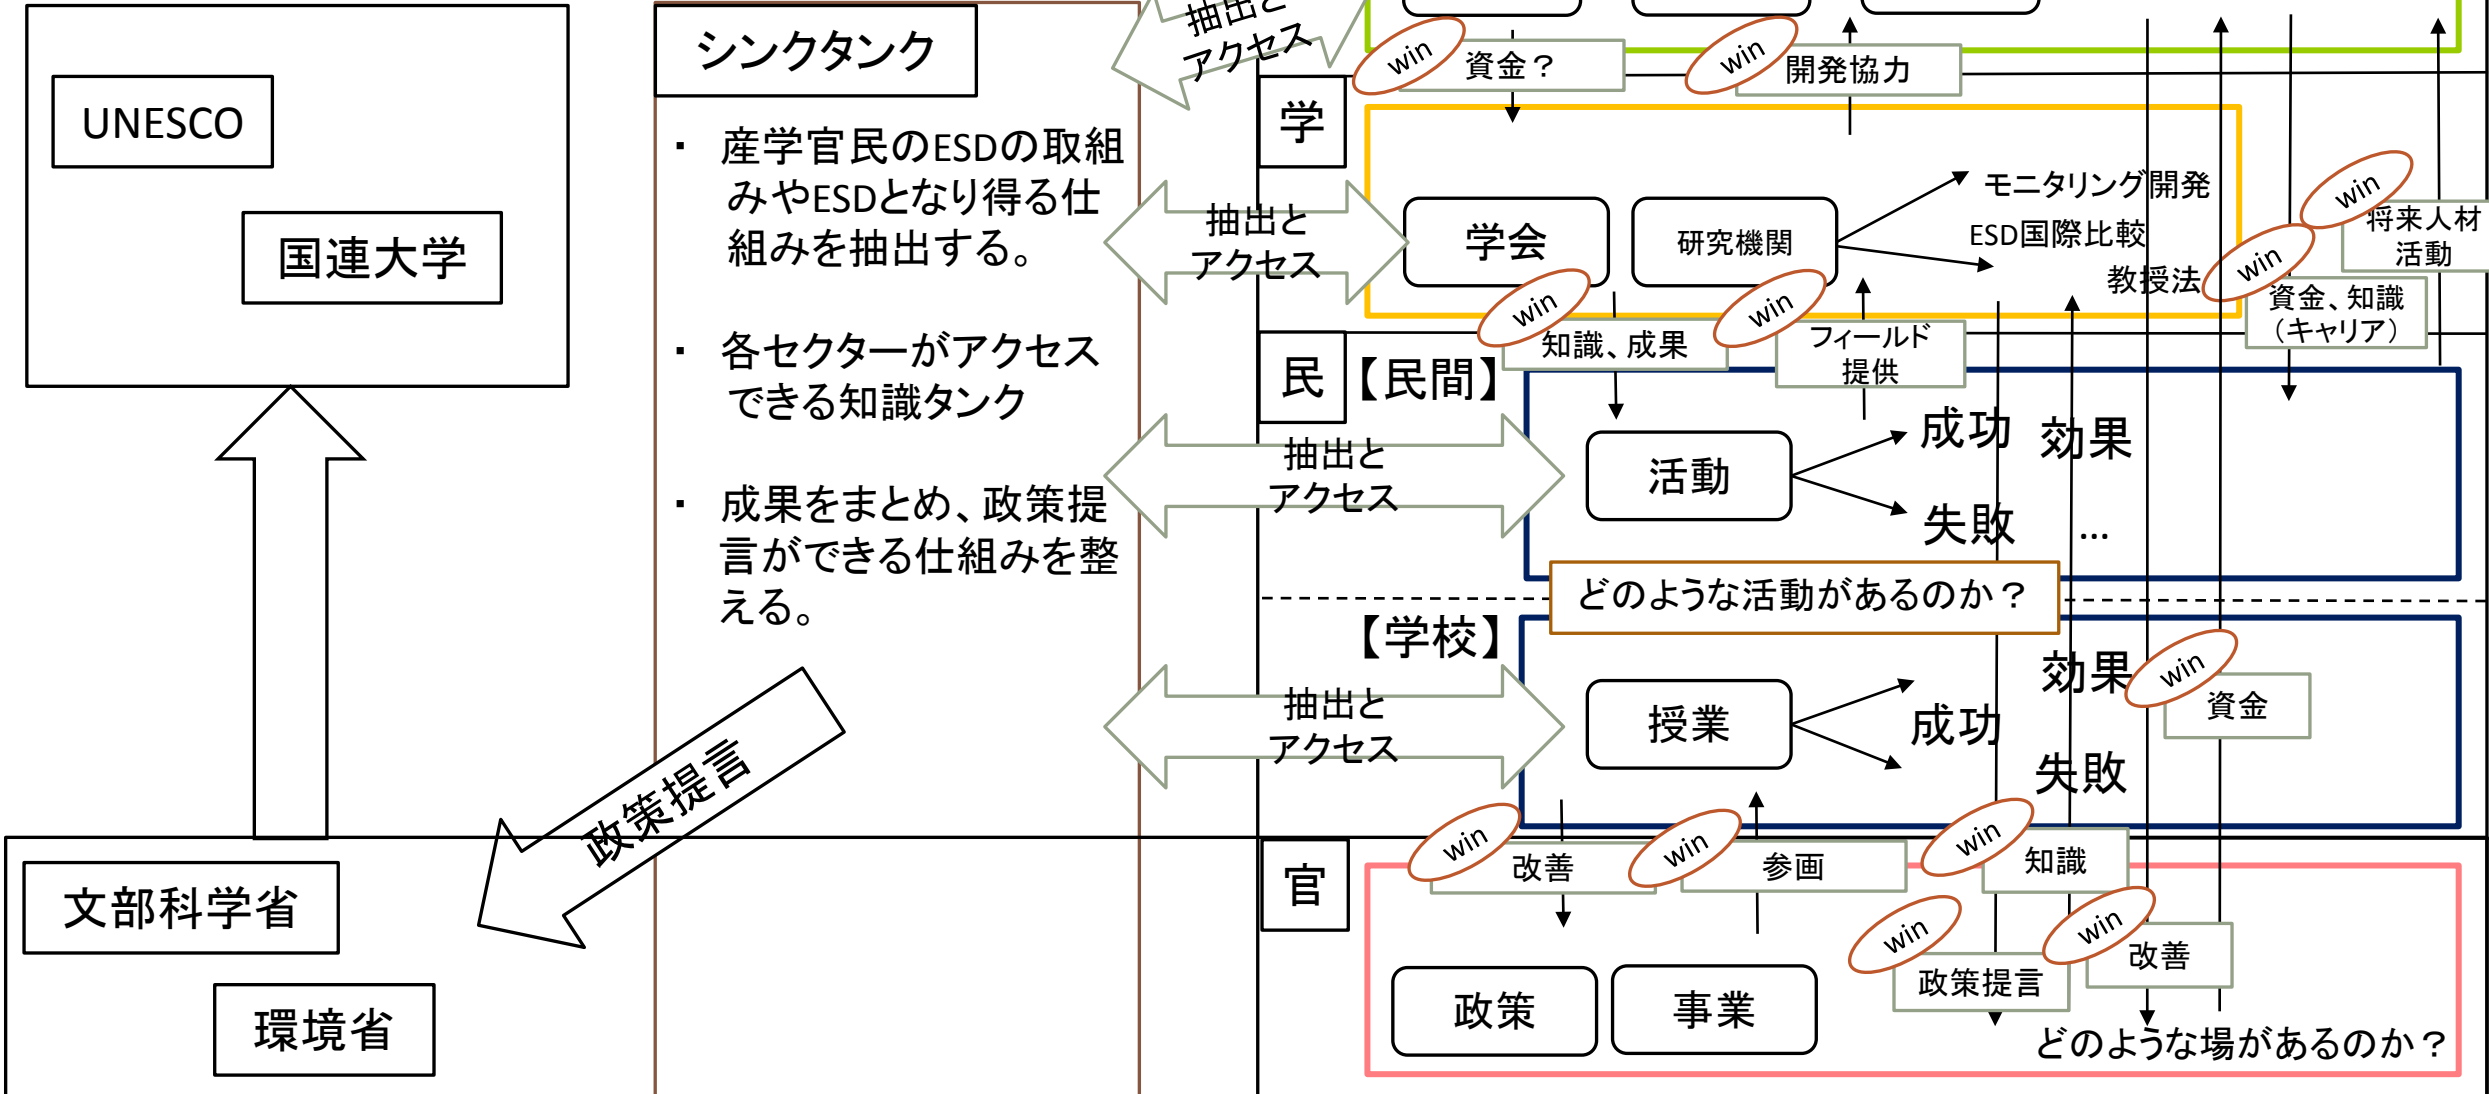 UNESCO
国連大学
文部科学省
環境省
シンクタンク
・ 産学官民のESDの取組
みやESDとなり得る仕
組みを抽出する。
・ 各セクターがアクセス
できる知識タンク
・ 成果をまとめ、政策提
言ができる仕組みを整
える。
政策提言
抽出と
アクセス
win
資金？
win
開発協力
学
抽出と
アクセス
学会
研究機関
モニタリング開発
ESD国際比較
教授法
win
将来人材
活動
win
資金、知識
（キャリア）
win
知識、成果
win
フィールド
提供
民
【民間】
抽出と
アクセス
活動
成功
効果
失敗
…
どのような活動があるのか？
【学校】
抽出と
アクセス
授業
成功
効果
失敗
win
資金
官
win
改善
win
参画
win
知識
win
政策提言
win
改善
政策
事業
どのような場があるのか？